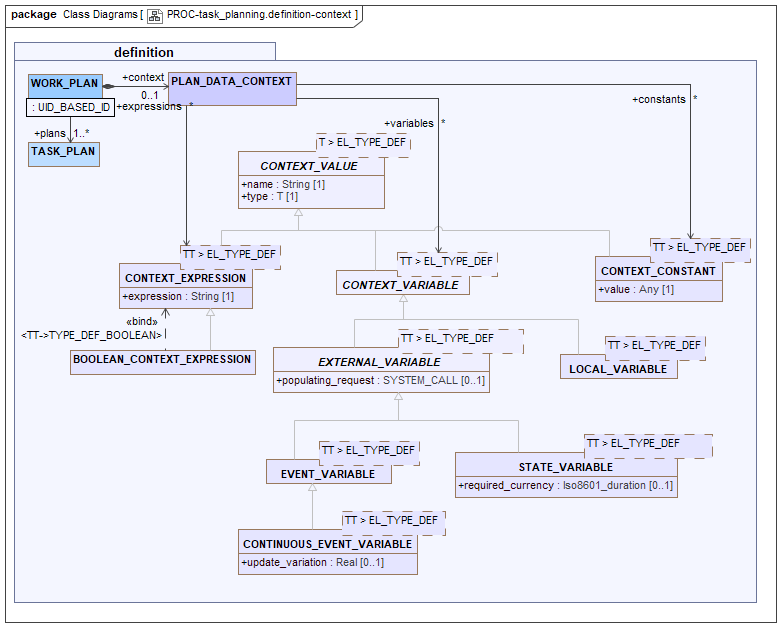 package Class Diagrams [ PROC-task_planning.definition-context ]
definition
WORK_PLAN
+context
0..1
PLAN_DATA_CONTEXT
: UID_BASED_ID
+expressions *
+constants *
+variables *
+plans 1..*
TASK_PLAN
T > EL_TYPE_DEF
CONTEXT_VALUE
+name : String [1]
+type : T [1]
TT > EL_TYPE_DEF
CONTEXT_EXPRESSION
+expression : String [1]
TT > EL_TYPE_DEF
CONTEXT_VARIABLE
TT > EL_TYPE_DEF
CONTEXT_CONSTANT
+value : Any [1]
«bind»
<TT->TYPE_DEF_BOOLEAN>
BOOLEAN_CONTEXT_EXPRESSION
TT > EL_TYPE_DEF
EXTERNAL_VARIABLE
+populating_request : SYSTEM_CALL [0..1]
TT > EL_TYPE_DEF
LOCAL_VARIABLE
TT > EL_TYPE_DEF
EVENT_VARIABLE
TT > EL_TYPE_DEF
STATE_VARIABLE
+required_currency : Iso8601_duration [0..1]
TT > EL_TYPE_DEF
CONTINUOUS_EVENT_VARIABLE
+update_variation : Real [0..1]